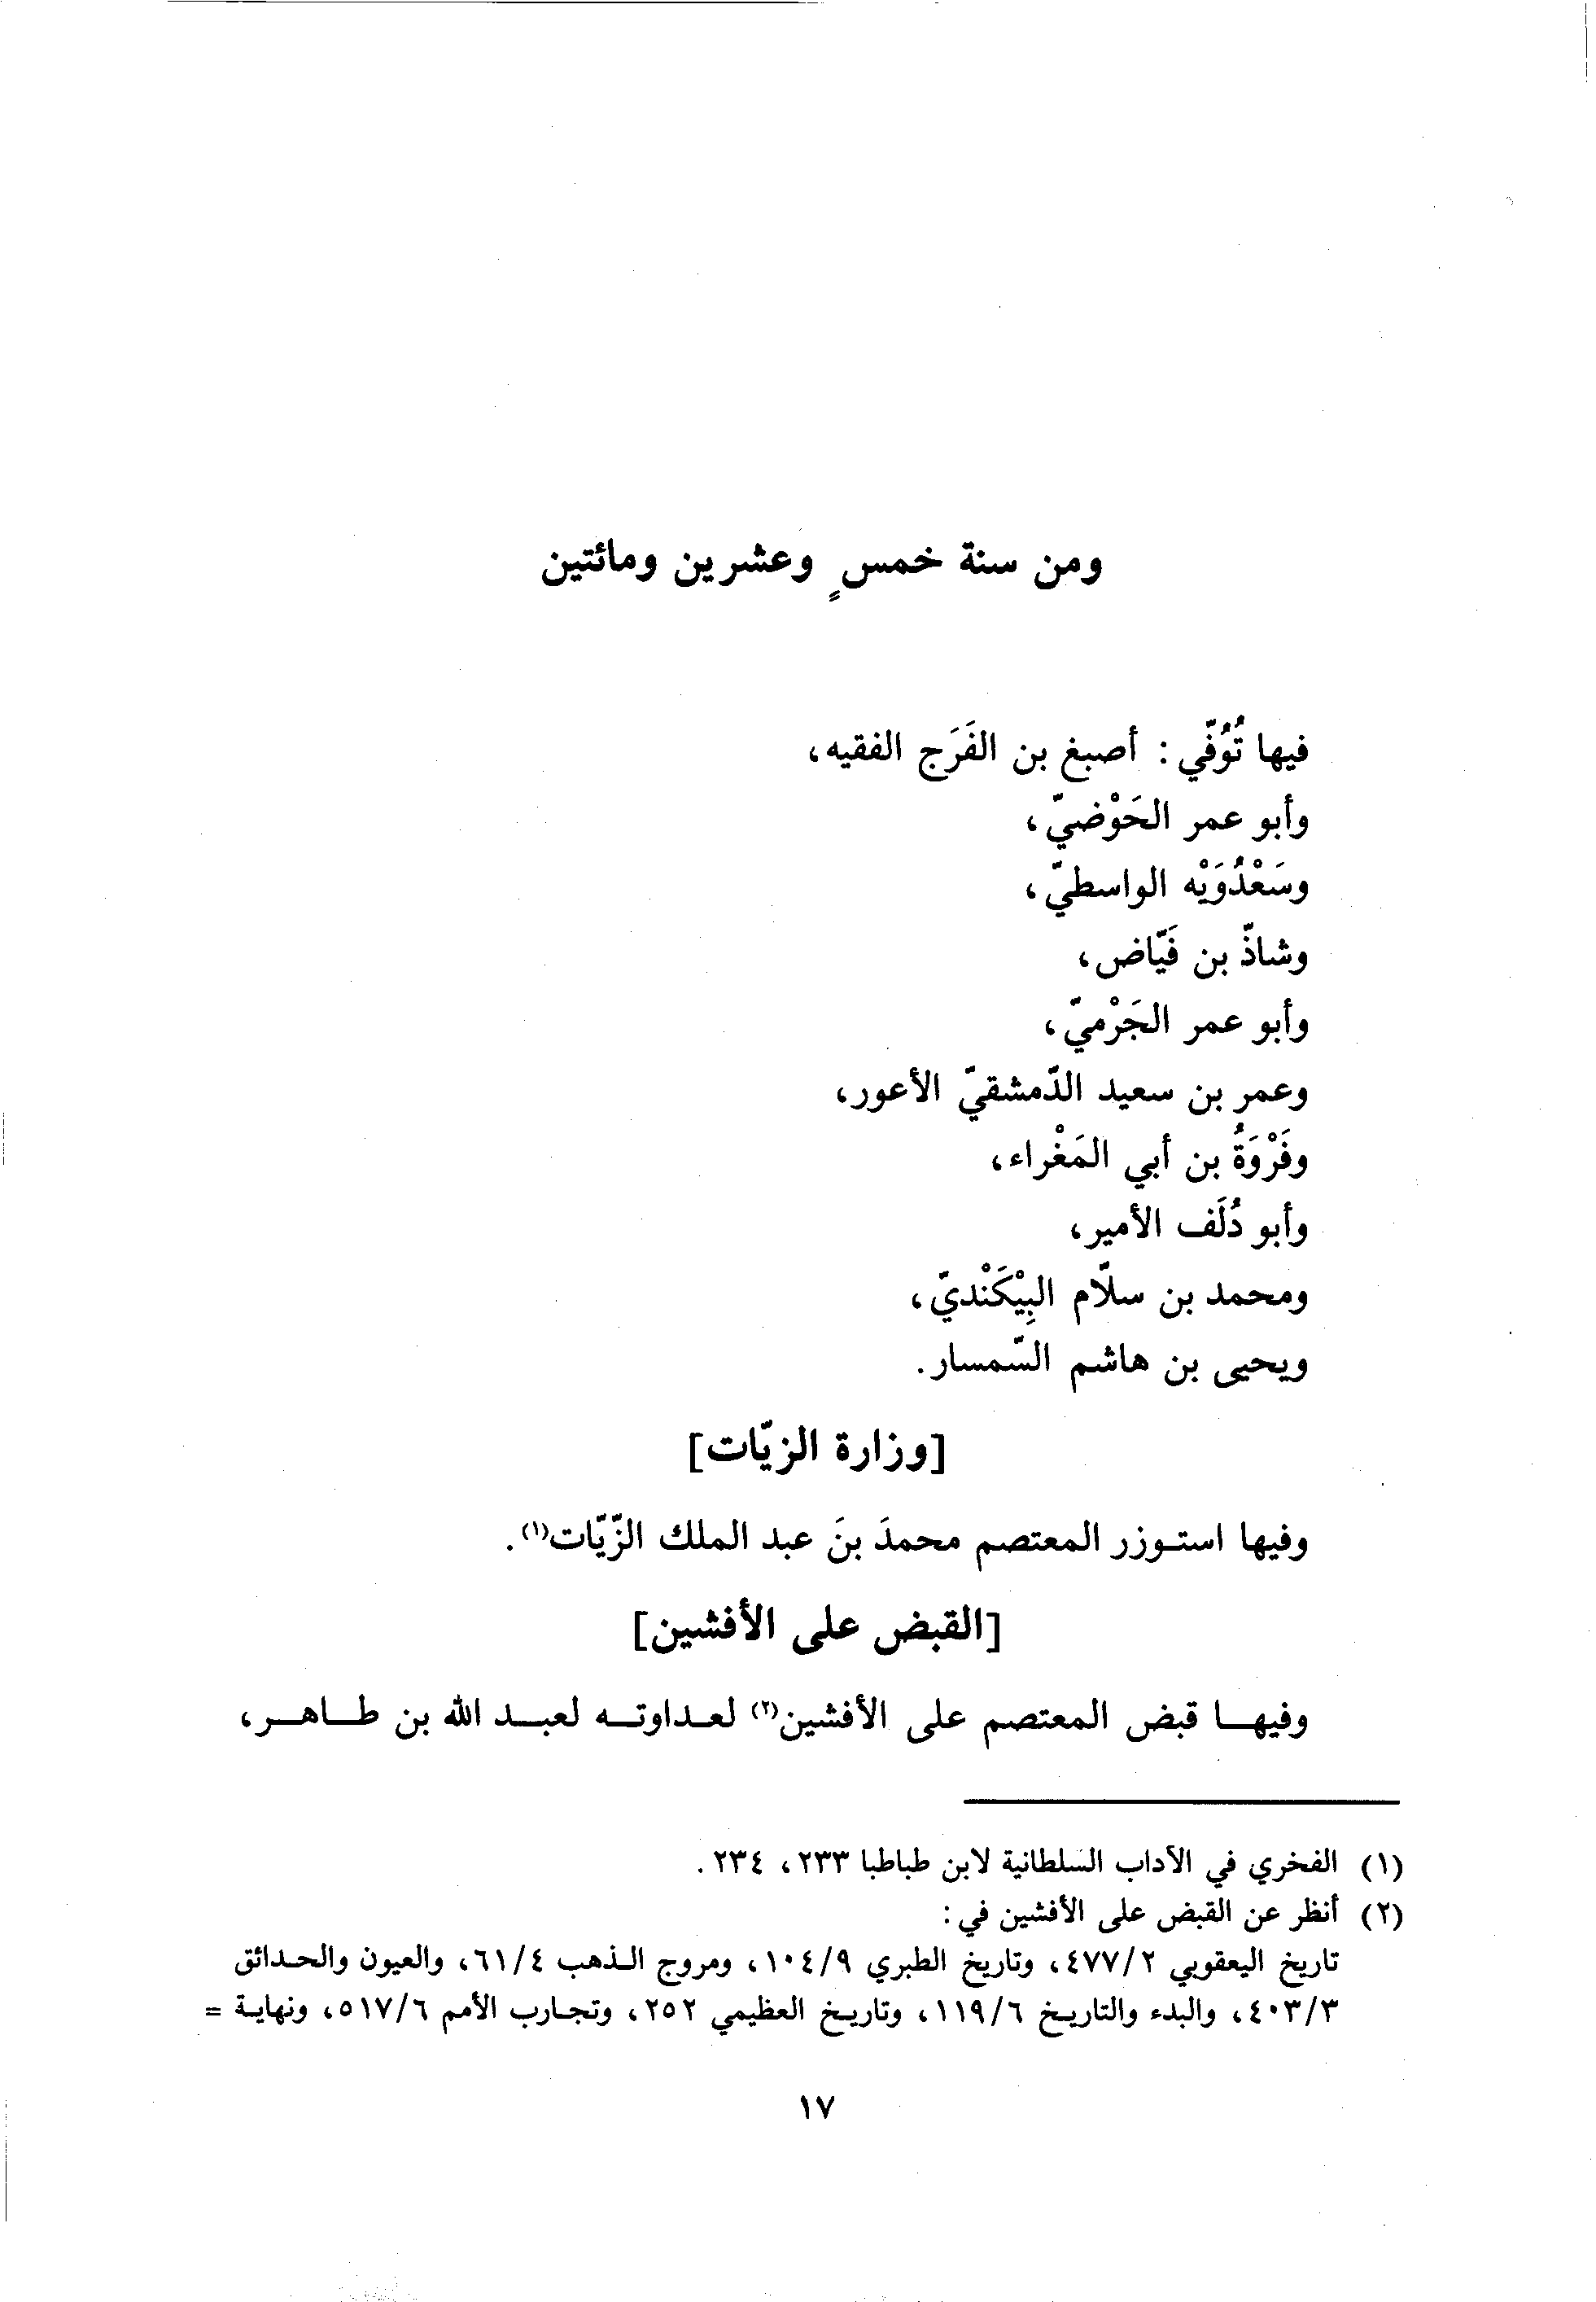 ومن سنة خمسٍ وعشرين ومائتين
فيها تُوُفّي: أصبغ بن الفَرَج الفقيه،
وأبو عمر الحَوْضيّ،
وسَعْدُوَيْه الواسطيّ،
وشاذّ بن فَيّاض،
وأبو عمر الجَرْميّ،
وعمر بن سعيد الدّمشقيّ الأعور،
وفَرْوَةُ بن أبي المَغْراء،
وأبو دُلَف الأمير،
ومحمد بن سلّام البِيْكَنْديّ،
ويحيى بن هاشم السّمسار.
[وزارة الزيّات]
وفيها استوزر المعتصم محمدَ بنَ عبد الملك الزّيّات(١).
[القبض على الأفشين]
وفيها قبض المعتصم على الأفشين(٢) لعداوته لعبد الله بن طاهر،
(١) الفخري في الآداب السلطانية لابن طباطبا ٢٣٣، ٢٣٤.
(٢) أنظر عن القبض على الأفشين في:
تاريخ اليعقوبي ٤٧٧/٢، وتاريخ الطبري ١٠٤/٩، ومروج الذهب ٦١/٤، والعيون والحدائق
٤٠٣/٣، والبدء والتاريخ ١١٩/٦، وتاريخ العظيمي ٢٥٢، وتجارب الأمم ٥١٧/٦، ونهاية =
١٧